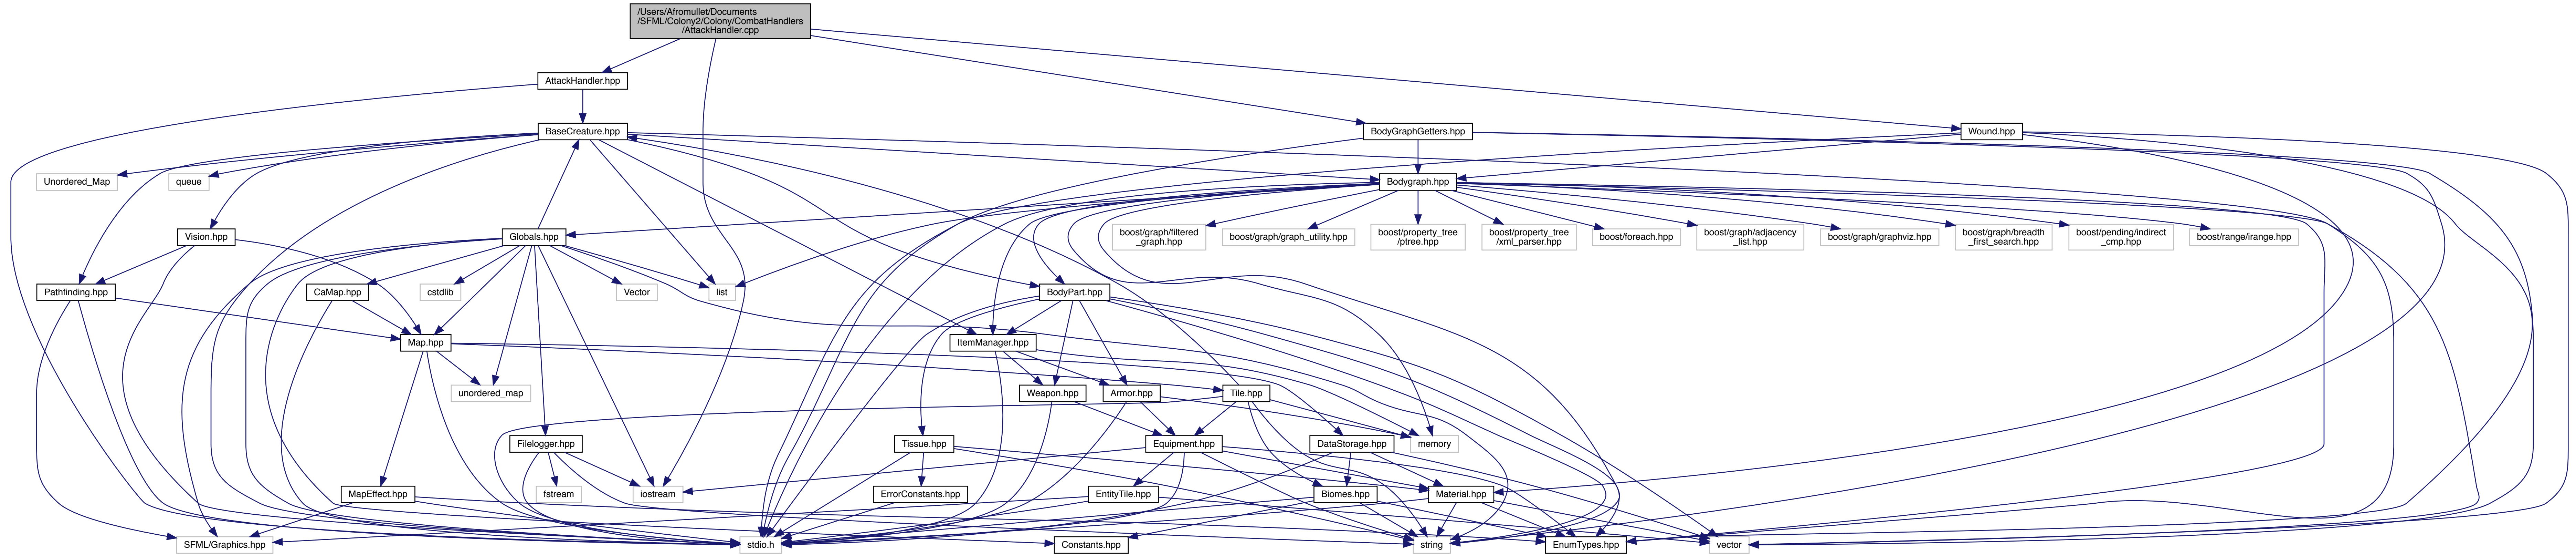 /Users/Afromullet/Documents
/SFML/Colony2/Colony/CombatHandlers
/AttackHandler.cpp
AttackHandler.hpp
BaseCreature.hpp
BodyGraphGetters.hpp
Wound.hpp
Unordered_Map
queue
Bodygraph.hpp
Vision.hpp
Globals.hpp
boost/graph/filtered
_graph.hpp
boost/graph/graph_utility.hpp
boost/property_tree
/ptree.hpp
boost/property_tree
/xml_parser.hpp
boost/foreach.hpp
boost/graph/adjacency
_list.hpp
boost/graph/graphviz.hpp
boost/graph/breadth
_first_search.hpp
boost/pending/indirect
_cmp.hpp
boost/range/irange.hpp
Pathfinding.hpp
CaMap.hpp
cstdlib
Vector
list
BodyPart.hpp
Map.hpp
ItemManager.hpp
unordered_map
Weapon.hpp
Armor.hpp
Tile.hpp
Filelogger.hpp
Tissue.hpp
Equipment.hpp
DataStorage.hpp
memory
MapEffect.hpp
fstream
iostream
ErrorConstants.hpp
EntityTile.hpp
Biomes.hpp
Material.hpp
SFML/Graphics.hpp
stdio.h
Constants.hpp
string
EnumTypes.hpp
vector